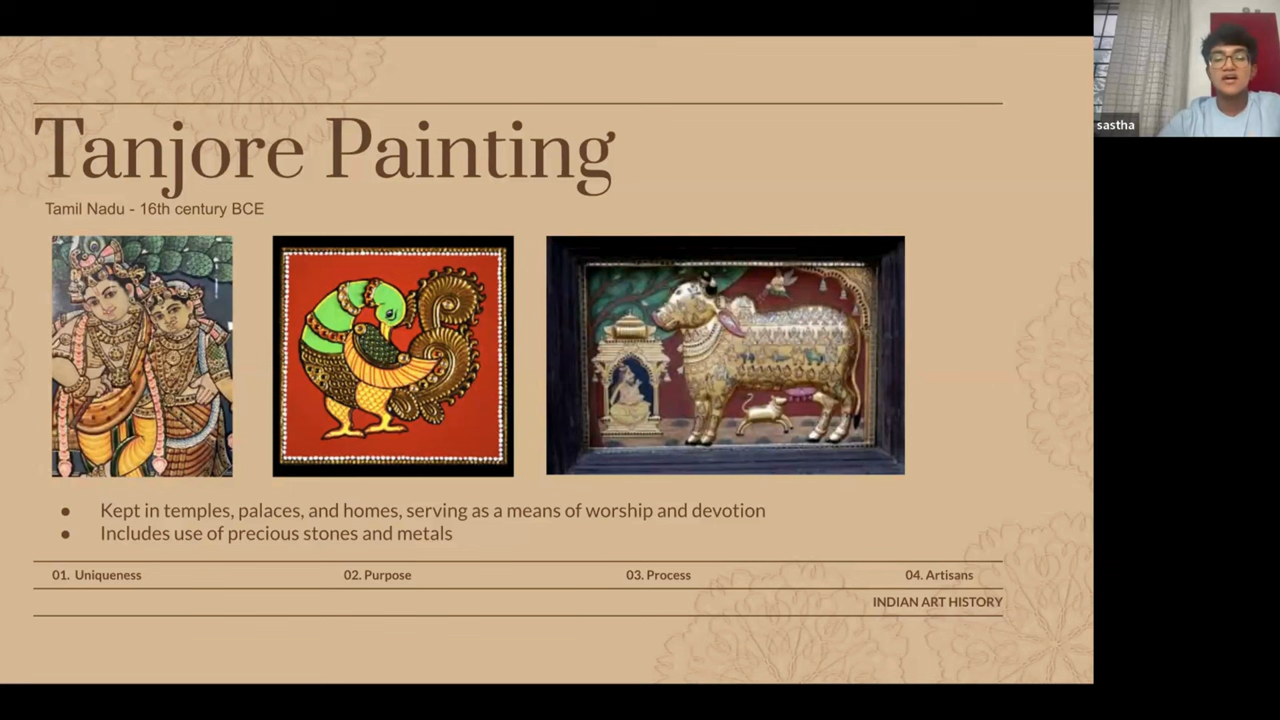 Tanjore Painting
Tamil Nadu - 16th century BCE
● Kept in temples, palaces, and homes, serving as a means of worship and devotion
● Includes use of precious stones and metals
01. Uniqueness
02. Purpose
03. Process
04. Artisans
INDIAN ART HISTORY
sastha